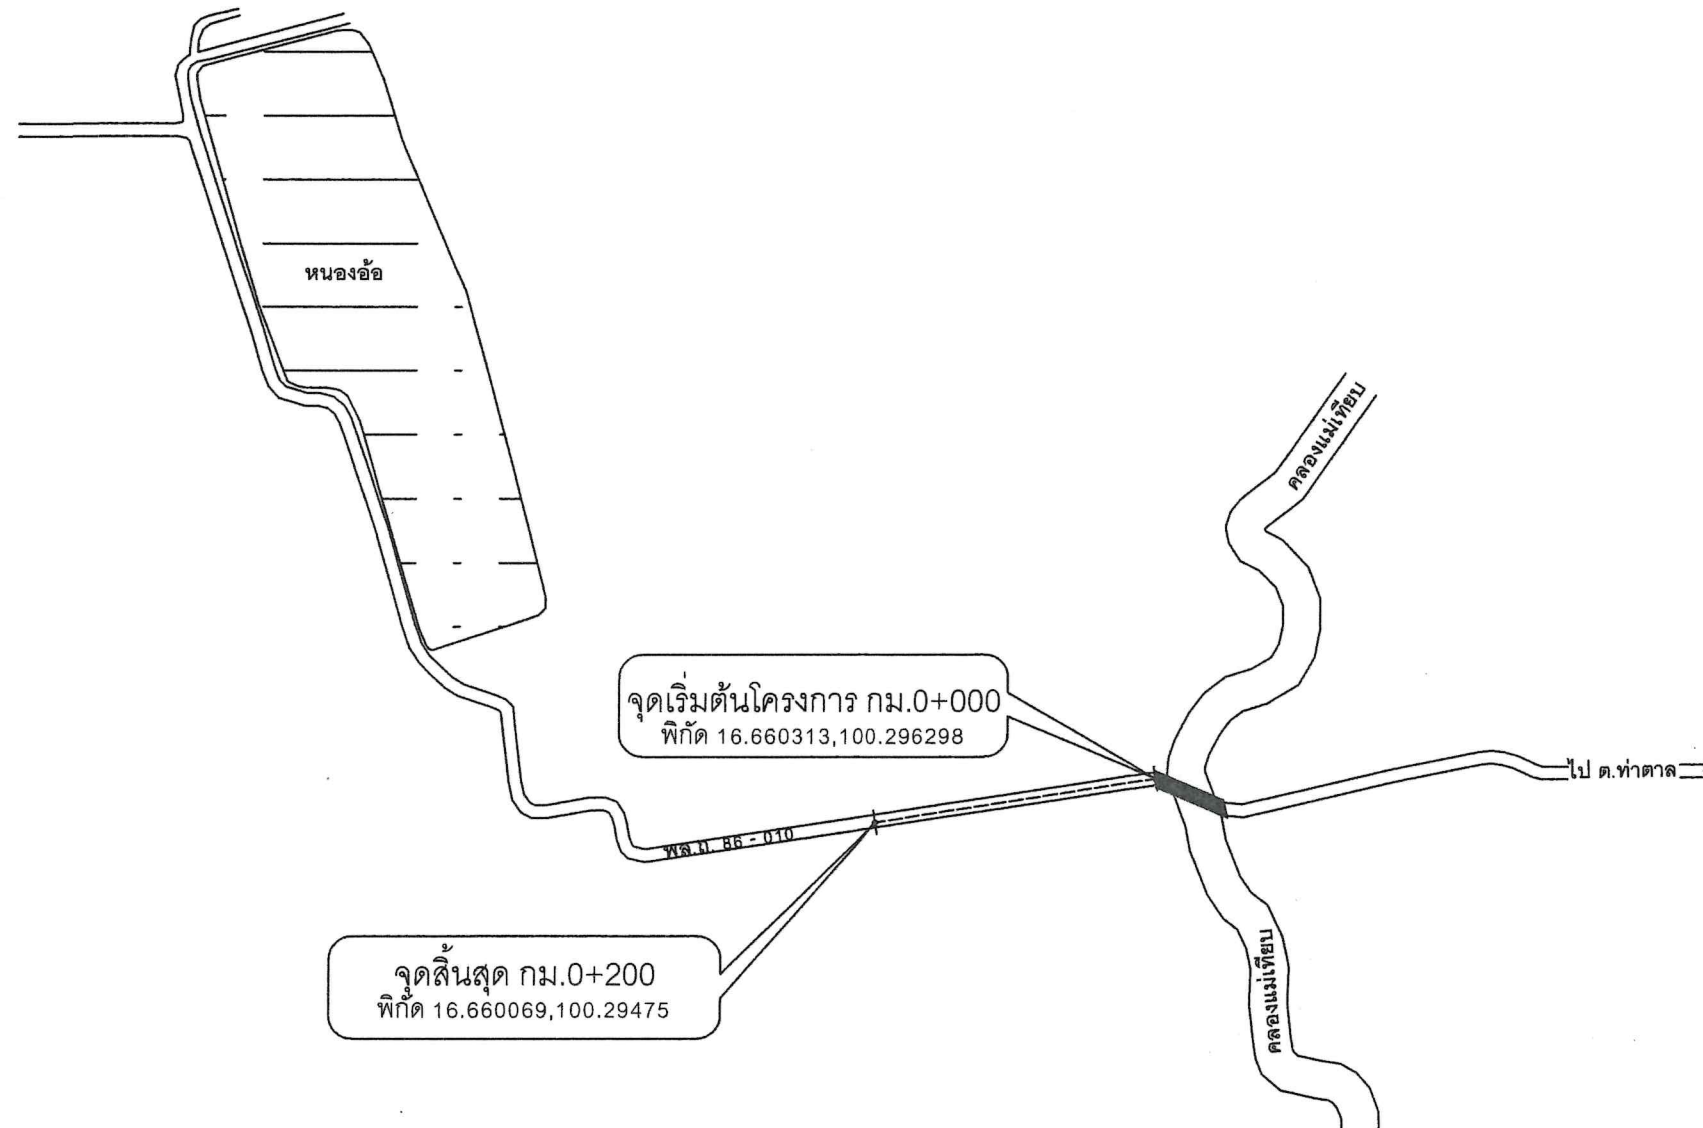 หนองอ้อ
คลองแม่เทียบ
จุดเริ่มต้นโครงการ กม.0+000
พิกัด 16.660313,100.296298
ไป ต.ท่าตาล
พล.ถ. 86 - 010
จุดสิ้นสุด กม.0+200
พิกัด 16.660069,100.29475
คลองแม่เทียบ